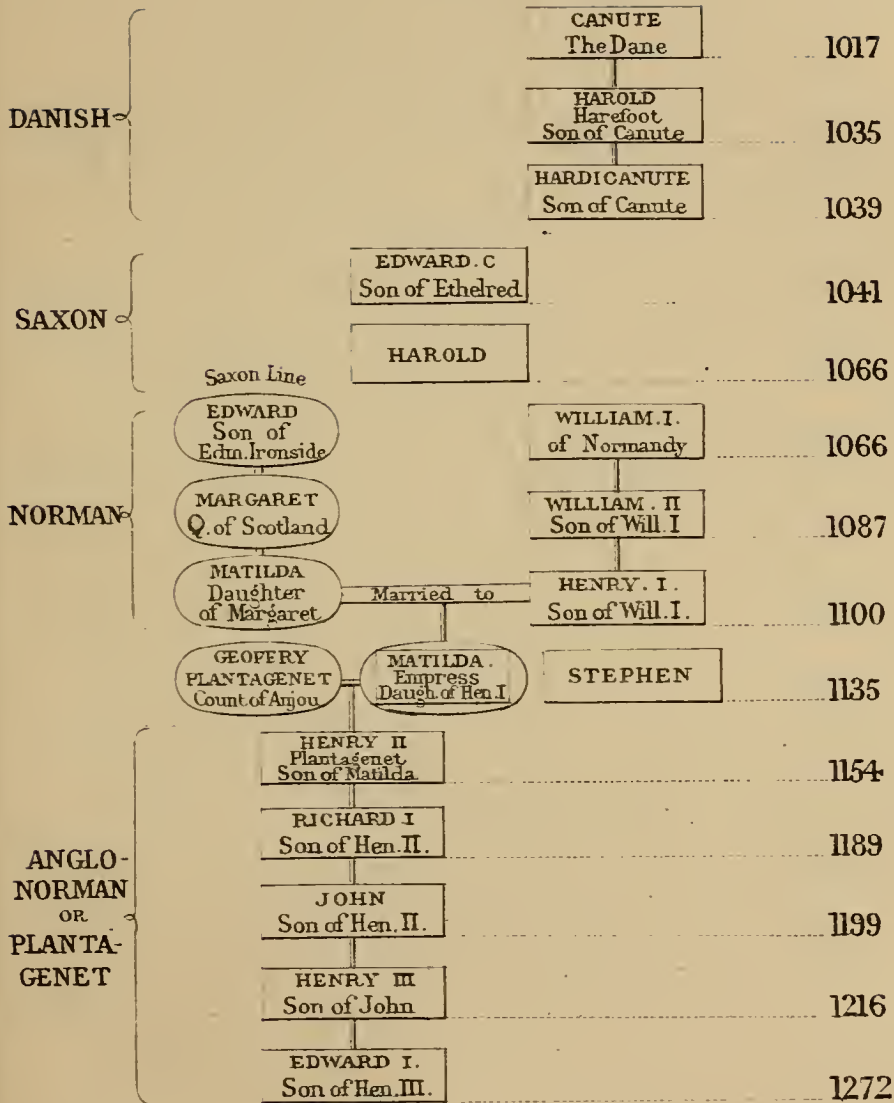 CANUTE
The Dane
1017
DANISH
HAROLD
Harefoot
Son of Canute
1035
HARDICANUTE
Son of Canute
1039
SAXON
EDWARD. C
Son of Ethelred
1041
HAROLD
1066
Saxon Line
NORMAN
EDWARD
Son of
Edm. Ironside
WILLIAM. I.
of Normandy
1066
MARGARET
Q. of Scotland
WILLIAM. II
Son of Will. I
1087
MATILDA
Daughter
of Margaret
Married to
HENRY. I.
Son of Will. I.
1100
GEOFERY
PLANTAGENET
Count of Anjou
MATILDA.
Empress
Daugh. of Hen. I
STEPHEN
1135
ANGLO-
NORMAN
OR
PLANTA-
GENET
HENRY II
Plantagenet
Son of Matilda
1154
RICHARD I
Son of Hen. II.
1189
JOHN
Son of Hen. II.
1199
HENRY III
Son of John
1216
EDWARD I.
Son of Hen. III.
1272